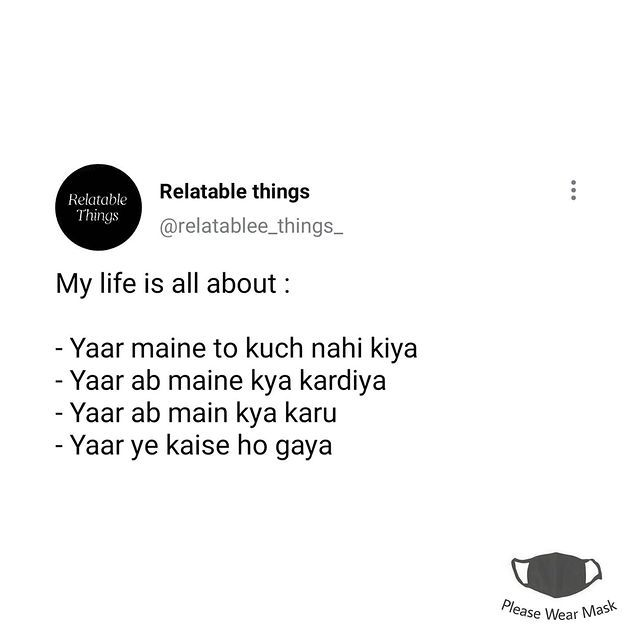 Relatable
Things
Relatable things
@relatablee_things_
My life is all about :
- Yaar maine to kuch nahi kiya
- Yaar ab maine kya kardiya
- Yaar ab main kya karu
- Yaar ye kaise ho gaya
Please Wear Mask